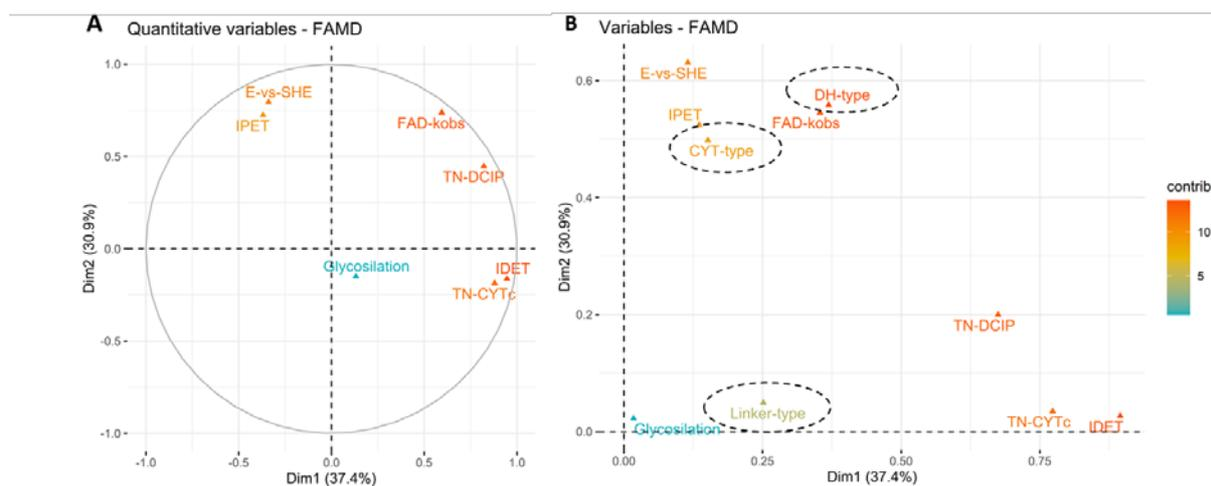 A Quantitative variables - FAMD
1.0
E-vs-SHE
IPET
FAD-kobs
0.5
TN-DCIP
Dim2 (30.9%)
0.0
Glycosilation
IDET
TN-CYTc
-0.5
-1.0
-1.0 -0.5 0.0 0.5 1.0
Dim1 (37.4%)
B Variables - FAMD
E-vs-SHE
0.6
DH-type
IPET
FAD-kobs
CYT-type
0.4
Dim2 (30.9%)
0.2
TN-DCIP
Linker-type
TN-CYTc
IDET
Glycosilation
0.0
0.00 0.25 0.50 0.75
Dim1 (37.4%)
contrib
10
5